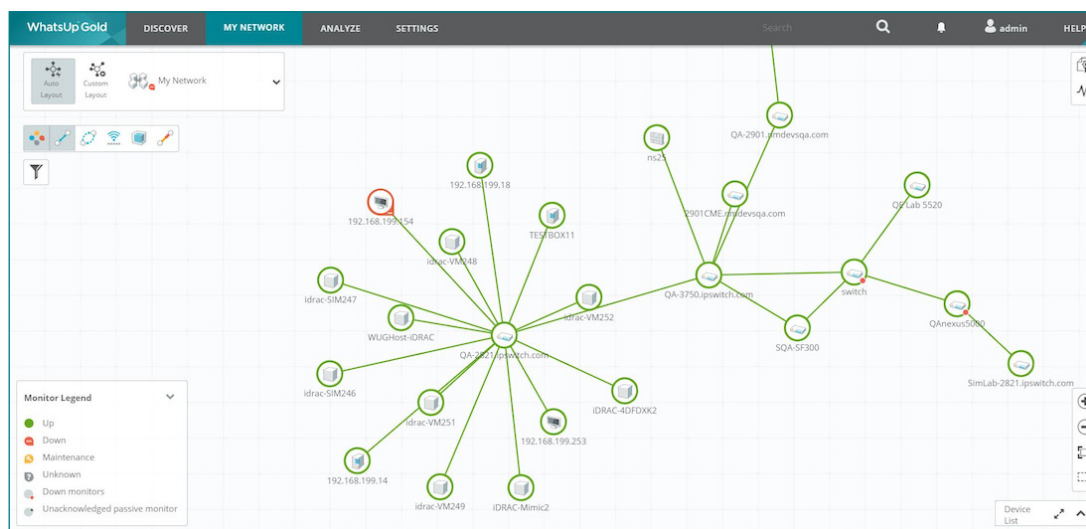 WhatsUp Gold
DISCOVER
MY NETWORK
ANALYZE
SETTINGS
Search
admin
HELP
Auto
Layout
Custom
Layout
My Network
QA-2901.nmdevsqa.com
ns25
192.168.199.18
2901CME.nmdevsqa.com
QE Lab 5520
192.168.199.154
TESTBOX11
idrac-VM248
idrac-SIM247
QA-3750.ipswitch.com
switch
idrac-VM252
WUGHost-iDRAC
QAnexus5000
SQA-SF300
QA-2821.ipswitch.com
SimLab-2821.ipswitch.com
idrac-SIM246
iDRAC-4DFDXK2
idrac-VM251
192.168.199.253
192.168.199.14
idrac-VM249
iDRAC-Mimic2
Monitor Legend
Up
Down
Maintenance
Unknown
Down monitors
Unacknowledged passive monitor
Device
List